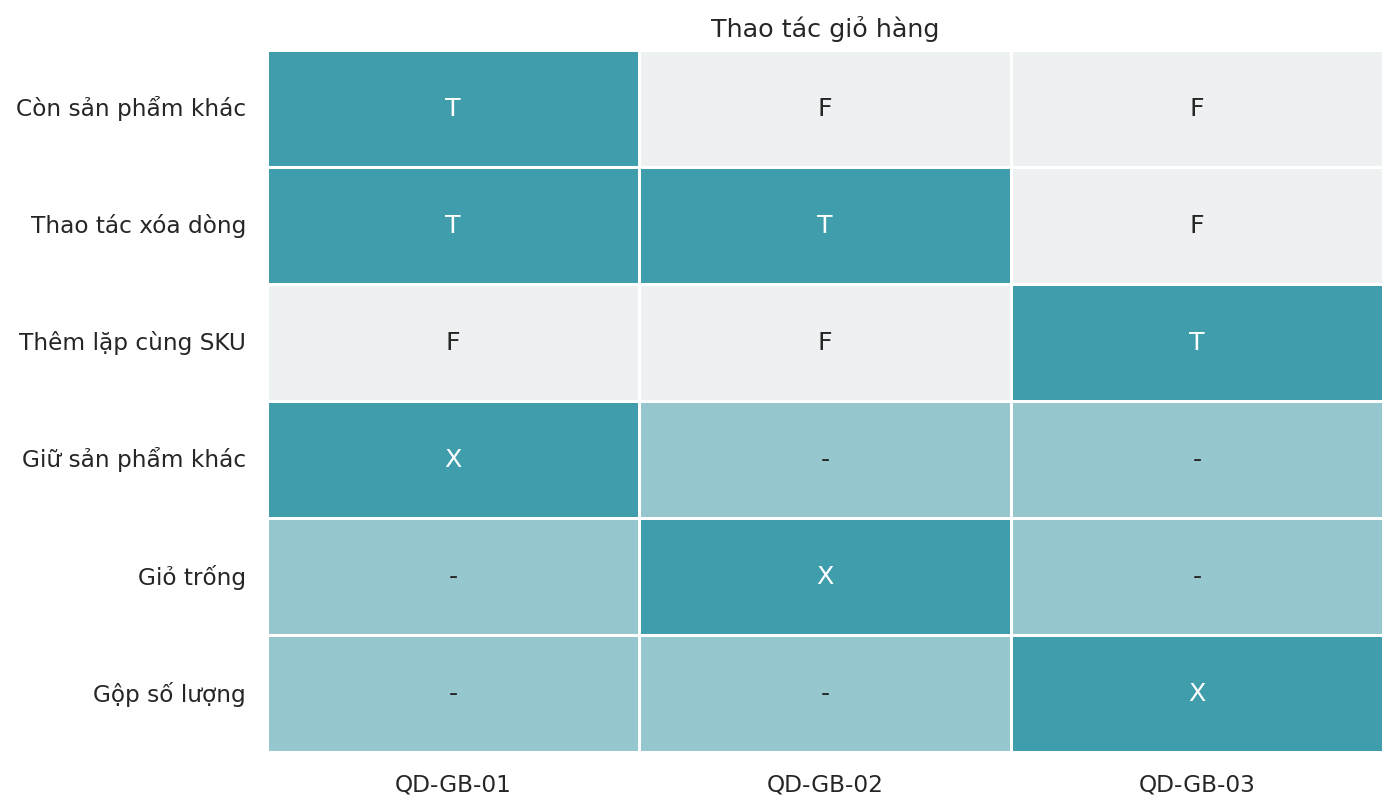 Thao tác giỏ hàng
Còn sản phẩm khác T F F
Thao tác xóa dòng T T F
Thêm lặp cùng SKU F F T
Giữ sản phẩm khác X - -
Giỏ trống - X -
Gộp số lượng - - X
QD-GB-01 QD-GB-02 QD-GB-03